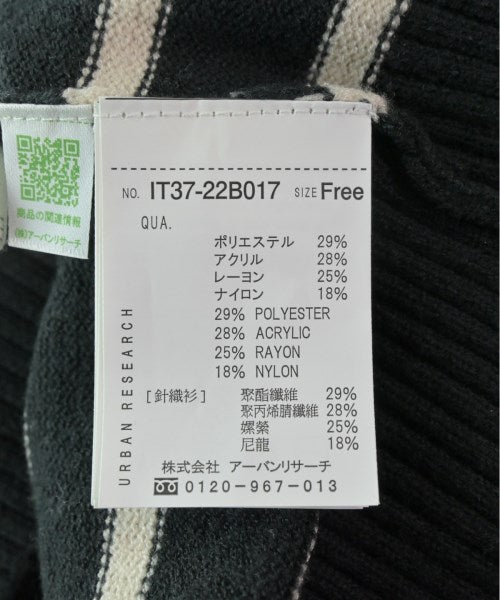 商品の関連情報
(株)アーバンリサーチ
NO. IT37-22B017 SIZE Free
QUA.
ポリエステル 29%
アクリル 28%
レーヨン 25%
ナイロン 18%
29% POLYESTER
28% ACRYLIC
25% RAYON
18% NYLON
[針織衫] 聚酯纖維 29%
聚丙烯腈纖維 28%
嫘縈 25%
尼龍 18%
株式会社 アーバンリサーチ
0120-967-013
URBAN RESEARCH